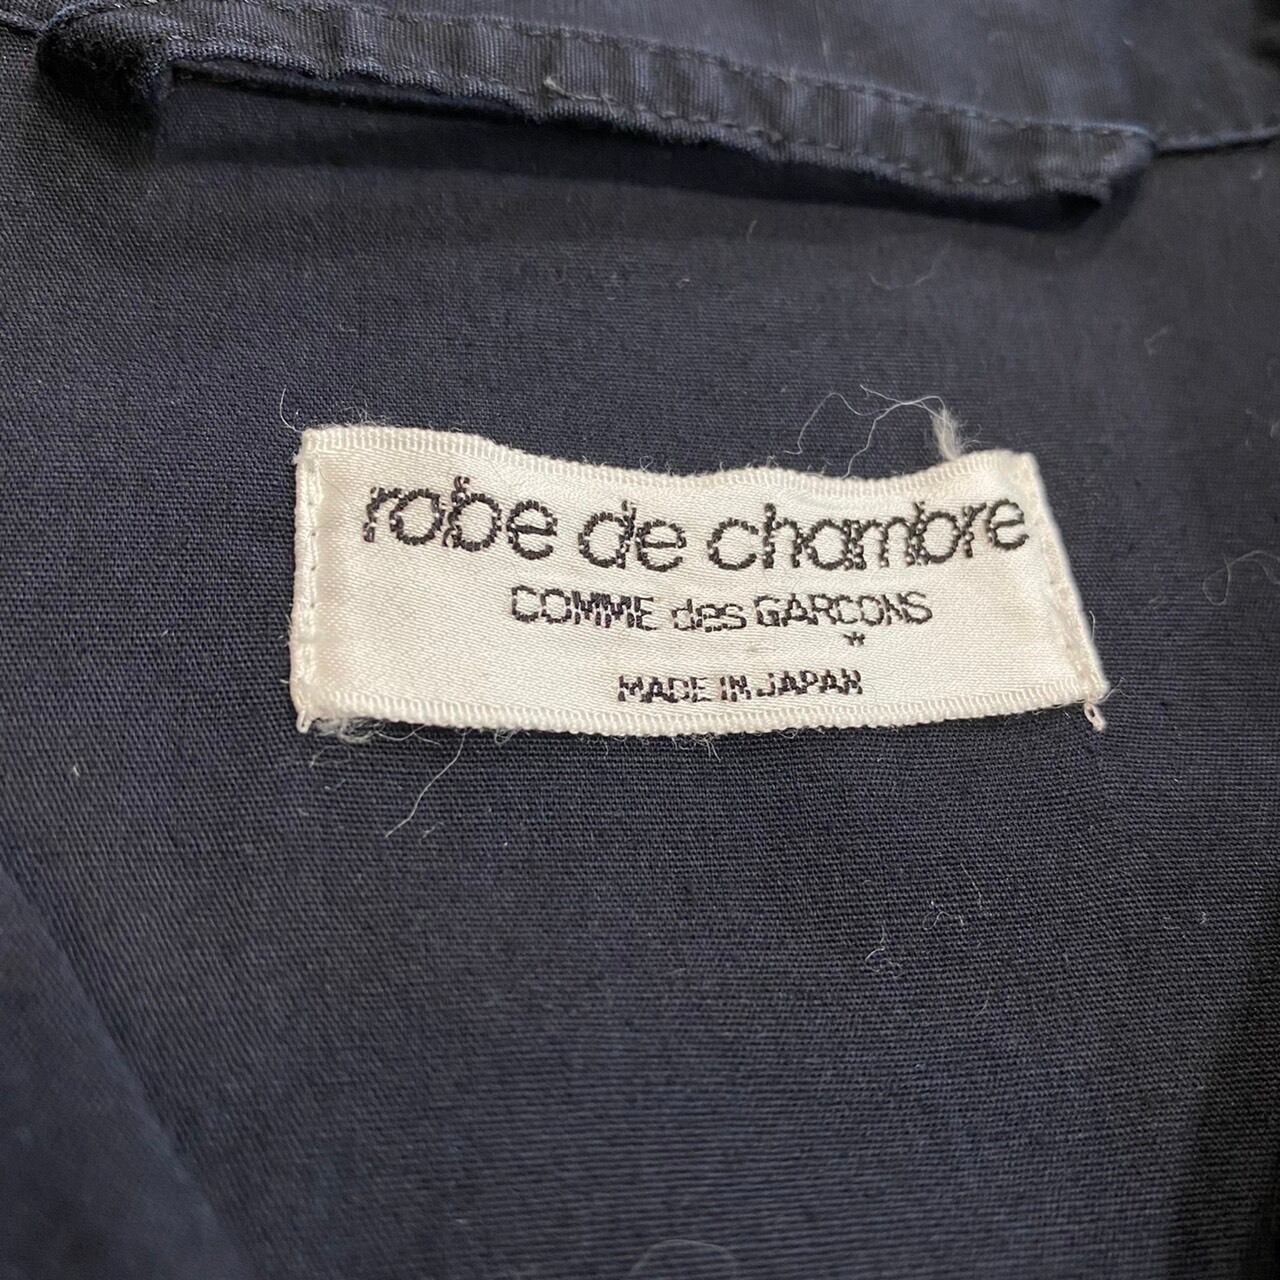 robe de chambre
COMME des GARCONS
*
MADE IN JAPAN